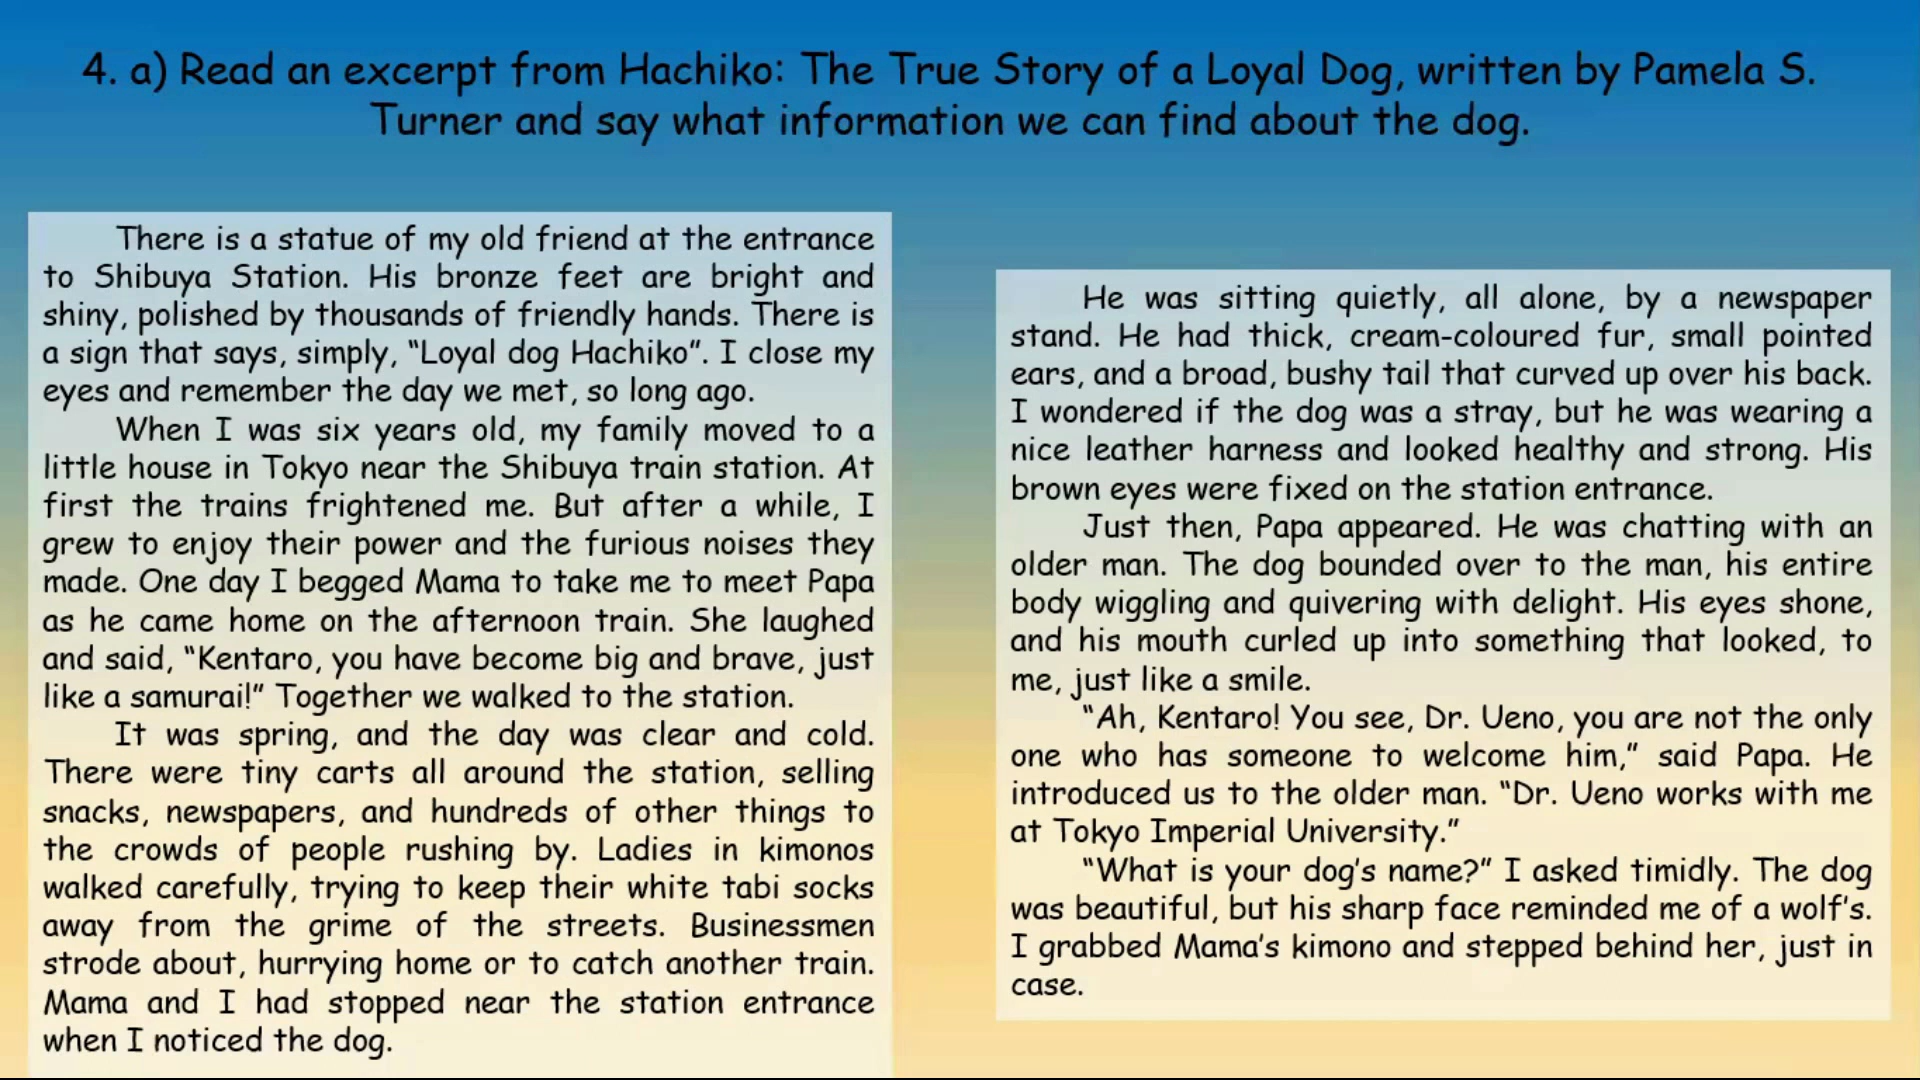 4. a) Read an excerpt from Hachiko: The True Story of a Loyal Dog, written by Pamela S.
Turner and say what information we can find about the dog.
There is a statue of my old friend at the entrance
to Shibuya Station. His bronze feet are bright and
shiny, polished by thousands of friendly hands. There is
a sign that says, simply, “Loyal dog Hachiko”. I close my
eyes and remember the day we met, so long ago.
When I was six years old, my family moved to a
little house in Tokyo near the Shibuya train station. At
first the trains frightened me. But after a while, I
grew to enjoy their power and the furious noises they
made. One day I begged Mama to take me to meet Papa
as he came home on the afternoon train. She laughed
and said, “Kentaro, you have become big and brave, just
like a samurai!” Together we walked to the station.
It was spring, and the day was clear and cold.
There were tiny carts all around the station, selling
snacks, newspapers, and hundreds of other things to
the crowds of people rushing by. Ladies in kimonos
walked carefully, trying to keep their white tabi socks
away from the grime of the streets. Businessmen
strode about, hurrying home or to catch another train.
Mama and I had stopped near the station entrance
when I noticed the dog.
He was sitting quietly, all alone, by a newspaper
stand. He had thick, cream-coloured fur, small pointed
ears, and a broad, bushy tail that curved up over his back.
I wondered if the dog was a stray, but he was wearing a
nice leather harness and looked healthy and strong. His
brown eyes were fixed on the station entrance.
Just then, Papa appeared. He was chatting with an
older man. The dog bounded over to the man, his entire
body wiggling and quivering with delight. His eyes shone,
and his mouth curled up into something that looked, to
me, just like a smile.
“Ah, Kentaro! You see, Dr. Ueno, you are not the only
one who has someone to welcome him,” said Papa. He
introduced us to the older man. “Dr. Ueno works with me
at Tokyo Imperial University.”
“What is your dog’s name?” I asked timidly. The dog
was beautiful, but his sharp face reminded me of a wolf’s.
I grabbed Mama’s kimono and stepped behind her, just in
case.